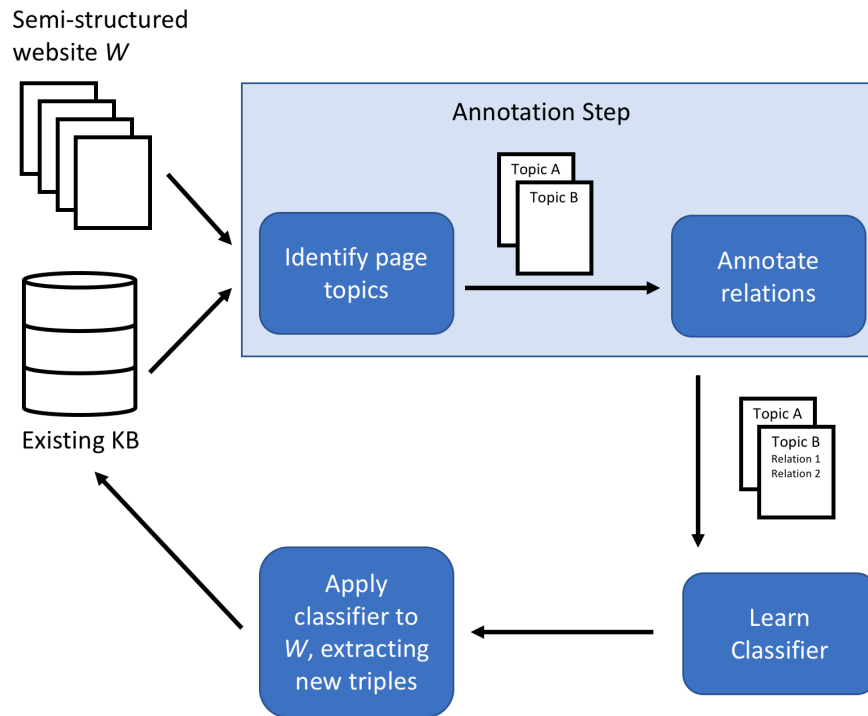 Semi-structured
website W
Annotation Step
Topic A
Topic B
Identify page
topics
Annotate
relations
Existing KB
Topic A
Topic B
Relation 1
Relation 2
Apply
classifier to
W, extracting
new triples
Learn
Classifier